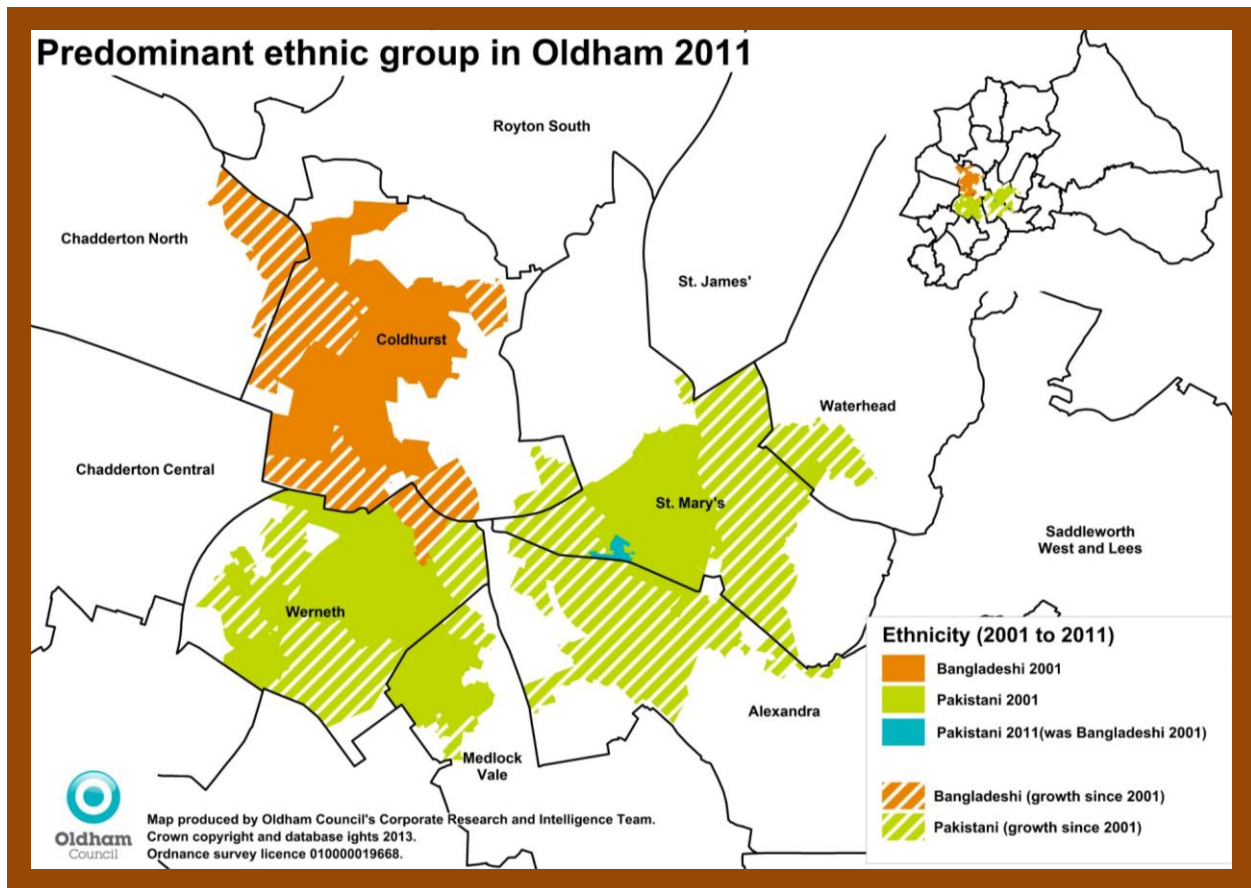 Predominant ethnic group in Oldham 2011
Royton South
Chadderton North
St. James'
Coldhurst
Waterhead
Chadderton Central
St. Mary's
Saddleworth
West and Lees
Werneth
Alexandra
Medlock
Vale
Ethnicity (2001 to 2011)
Bangladeshi 2001
Pakistani 2001
Pakistani 2011(was Bangladeshi 2001)
Bangladeshi (growth since 2001)
Pakistani (growth since 2001)
Oldham
Council
Map produced by Oldham Council's Corporate Research and Intelligence Team.
Crown copyright and database ights 2013.
Ordnance survey licence 010000019668.